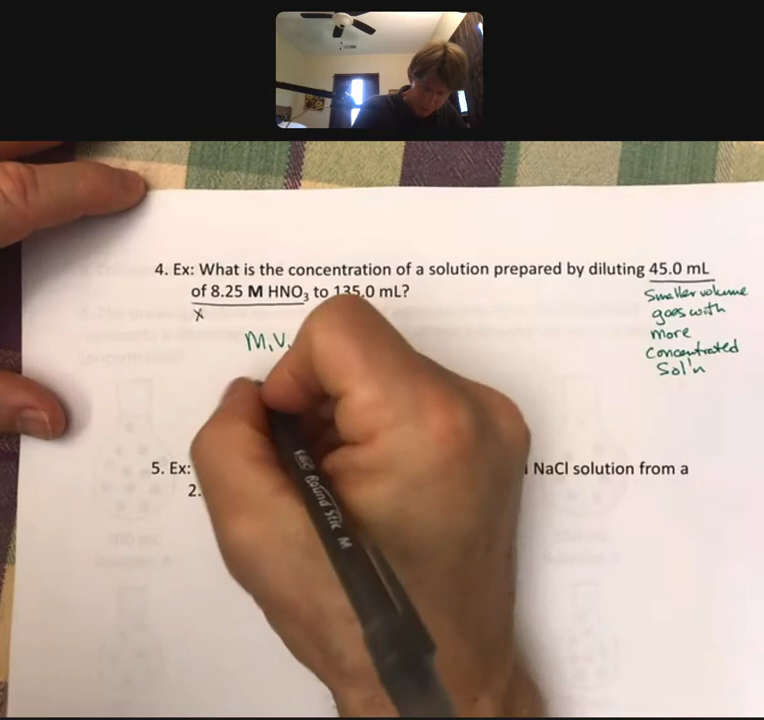 4. Ex: What is the concentration of a solution prepared by diluting 45.0 mL
of 8.25 M HNO₃ to 135.0 mL?
x
Smaller volume
goes with
more
concentrated
Sol'n
M₁V₁
5. Ex:
NaCl solution from a
2.
BIC Round Stic M